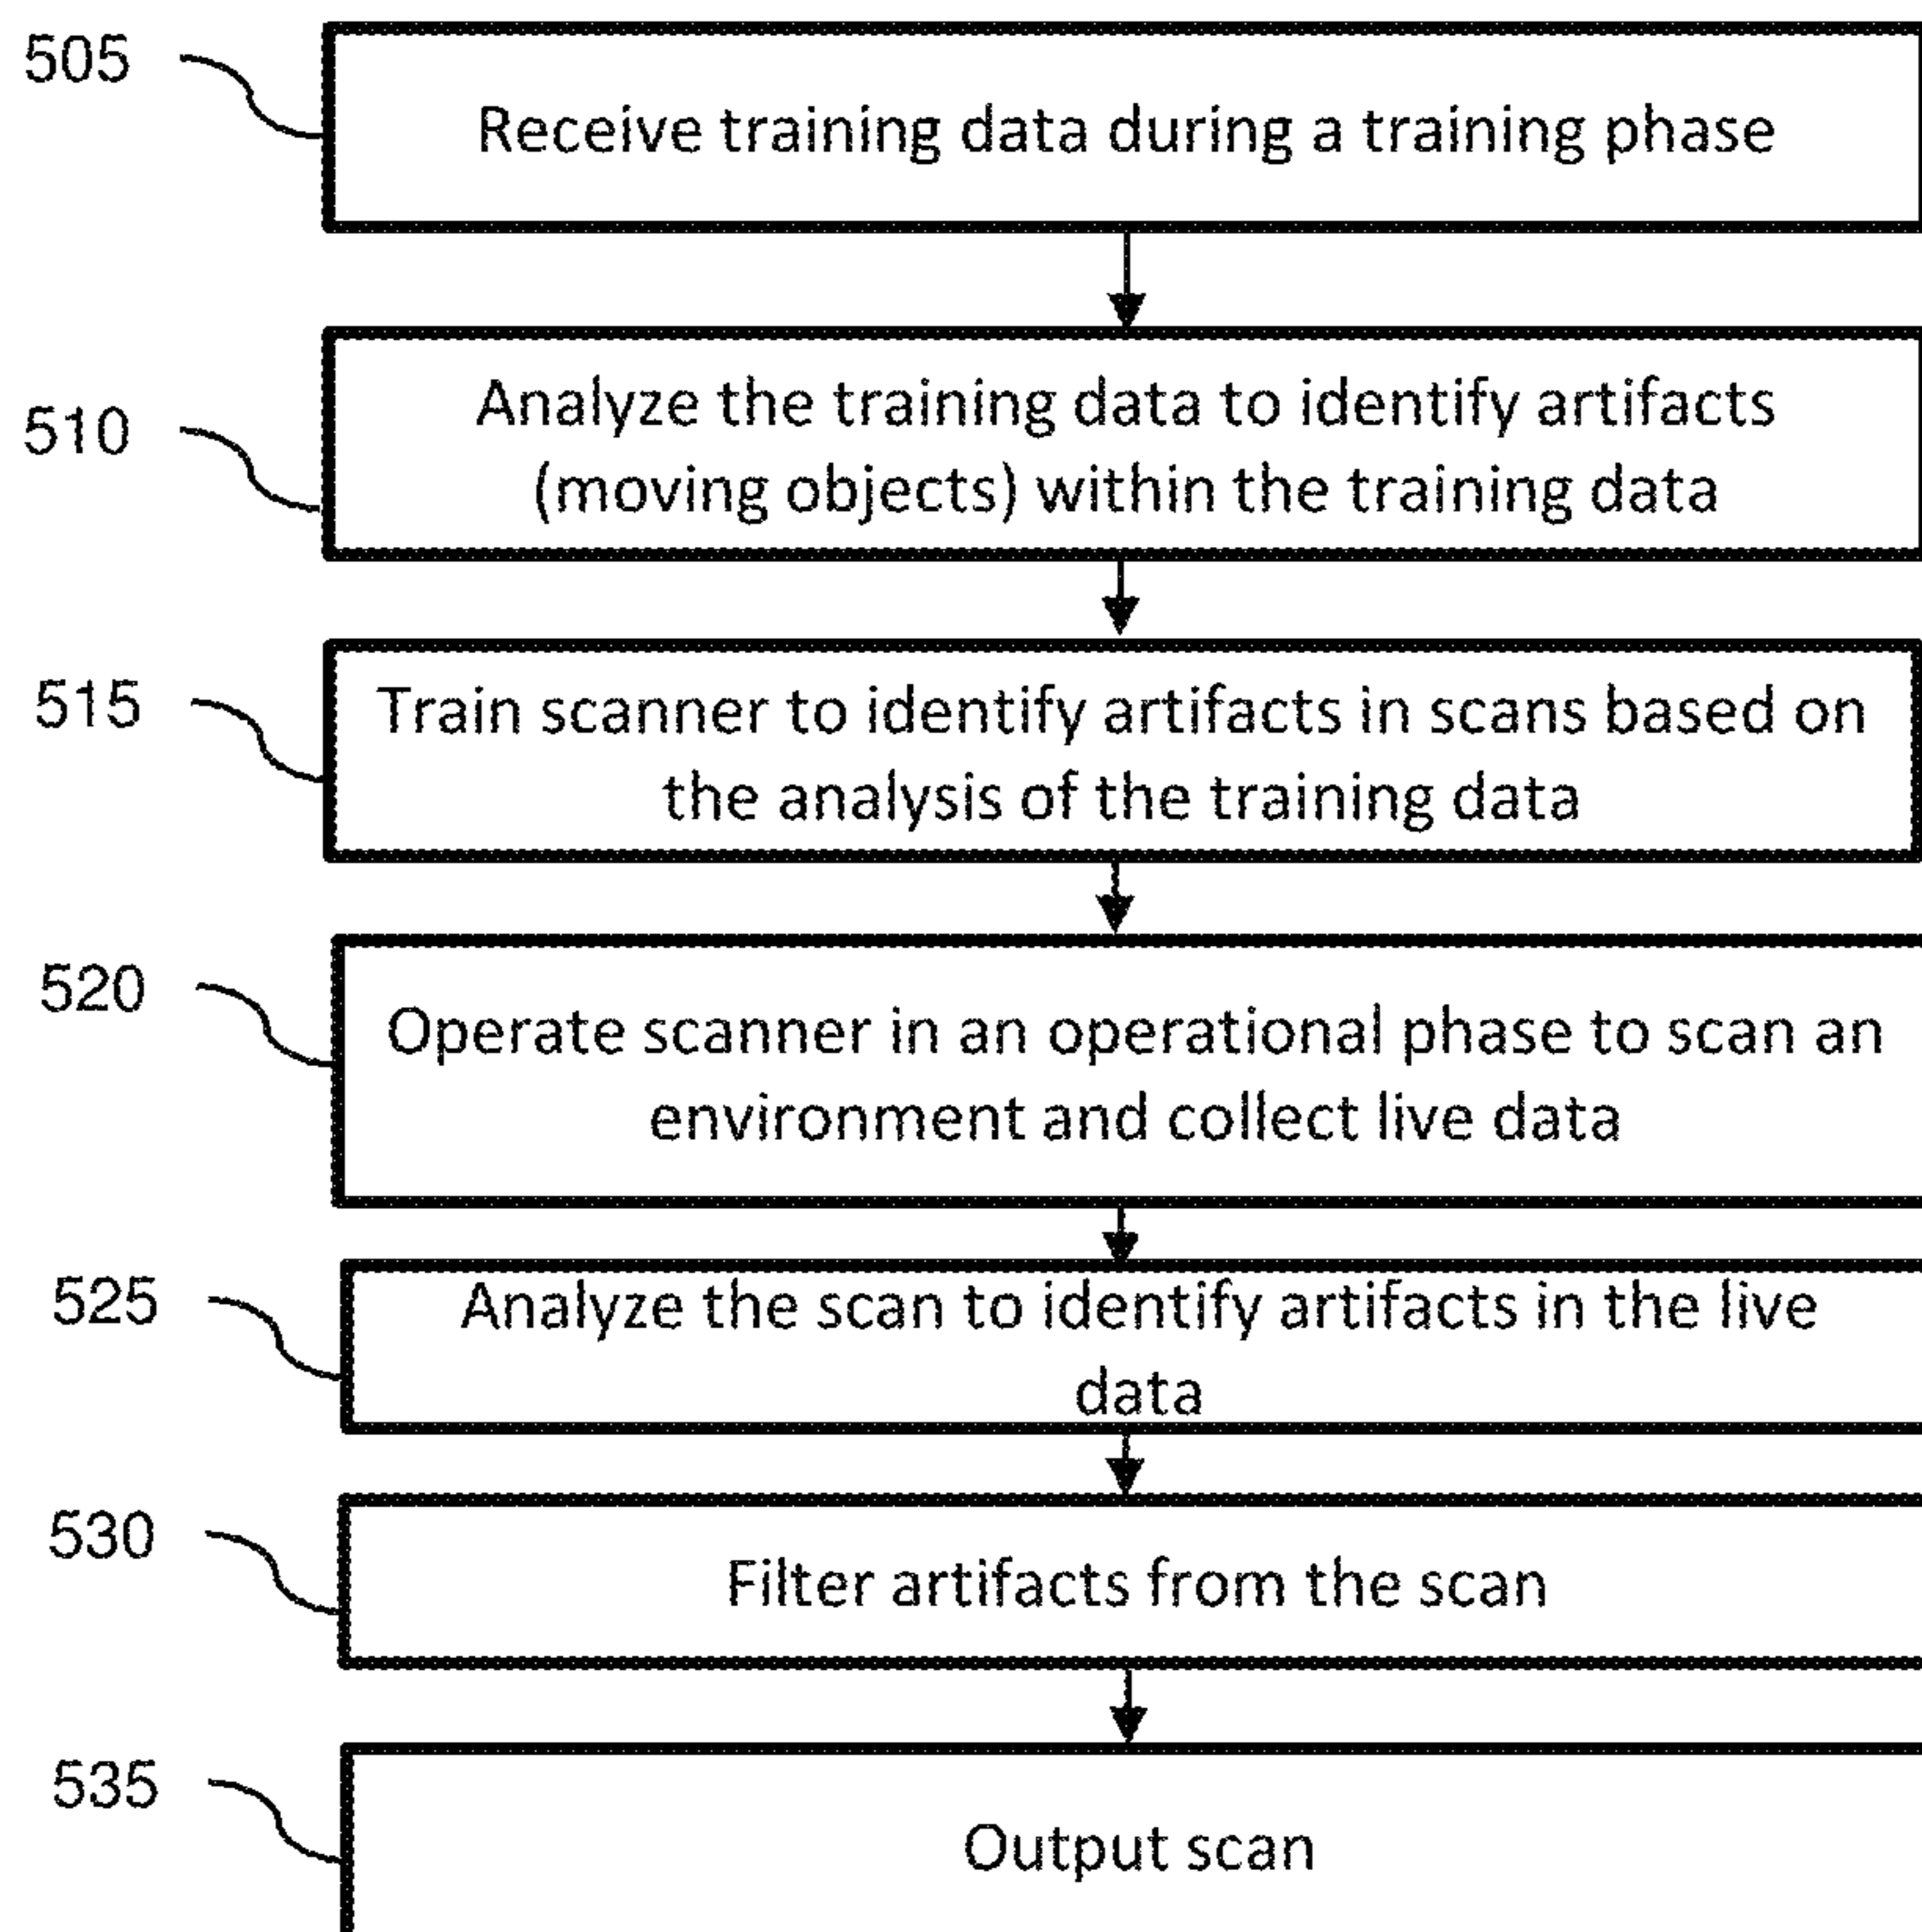 505
Receive training data during a training phase
510
Analyze the training data to identify artifacts
(moving objects) within the training data
515
Train scanner to identify artifacts in scans based on
the analysis of the training data
520
Operate scanner in an operational phase to scan an
environment and collect live data
525
Analyze the scan to identify artifacts in the live
data
530
Filter artifacts from the scan
535
Output scan